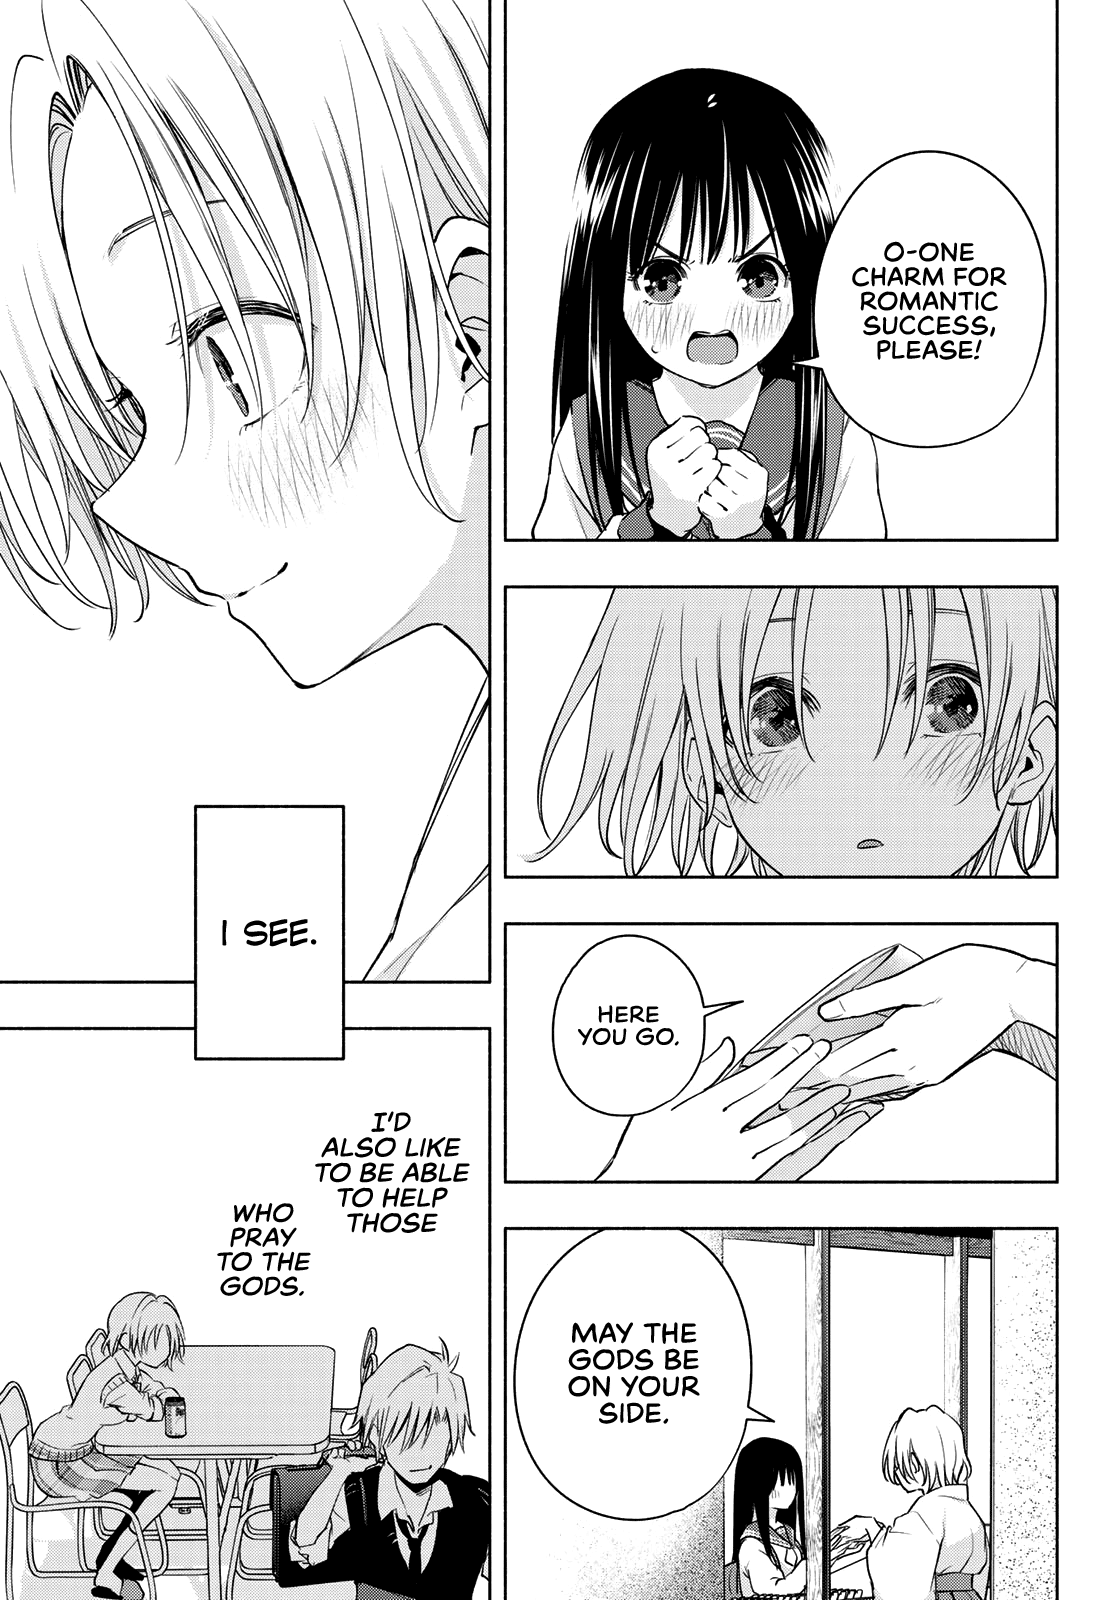 O-ONE
CHARM FOR
ROMANTIC
SUCCESS,
PLEASE!
HERE
YOU GO.
MAY THE
GODS BE
ON YOUR
SIDE.
I SEE.
I'D
ALSO LIKE
TO BE ABLE
TO HELP
THOSE
WHO
PRAY
TO THE
GODS.